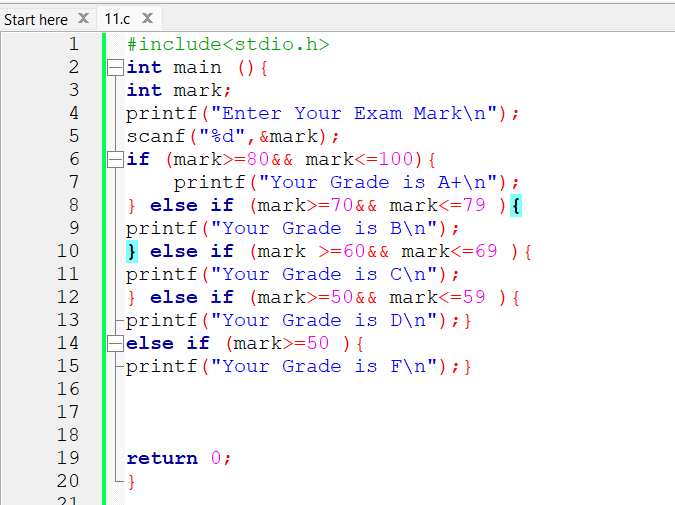 Start here X 11.c X
1 #include<stdio.h>
2 int main (){
3 int mark;
4 printf("Enter Your Exam Mark\n");
5 scanf("%d",&mark);
6 if (mark>=80&& mark<=100){
7 printf("Your Grade is A+\n");
8 } else if (mark>=70&& mark<=79 ){
9 printf("Your Grade is B\n");
10 } else if (mark >=60&& mark<=69 ){
11 printf("Your Grade is C\n");
12 } else if (mark>=50&& mark<=59 ){
13 printf("Your Grade is D\n");}
14 else if (mark>=50 ){
15 printf("Your Grade is F\n");}
16
17
18
19 return 0;
20 }
21